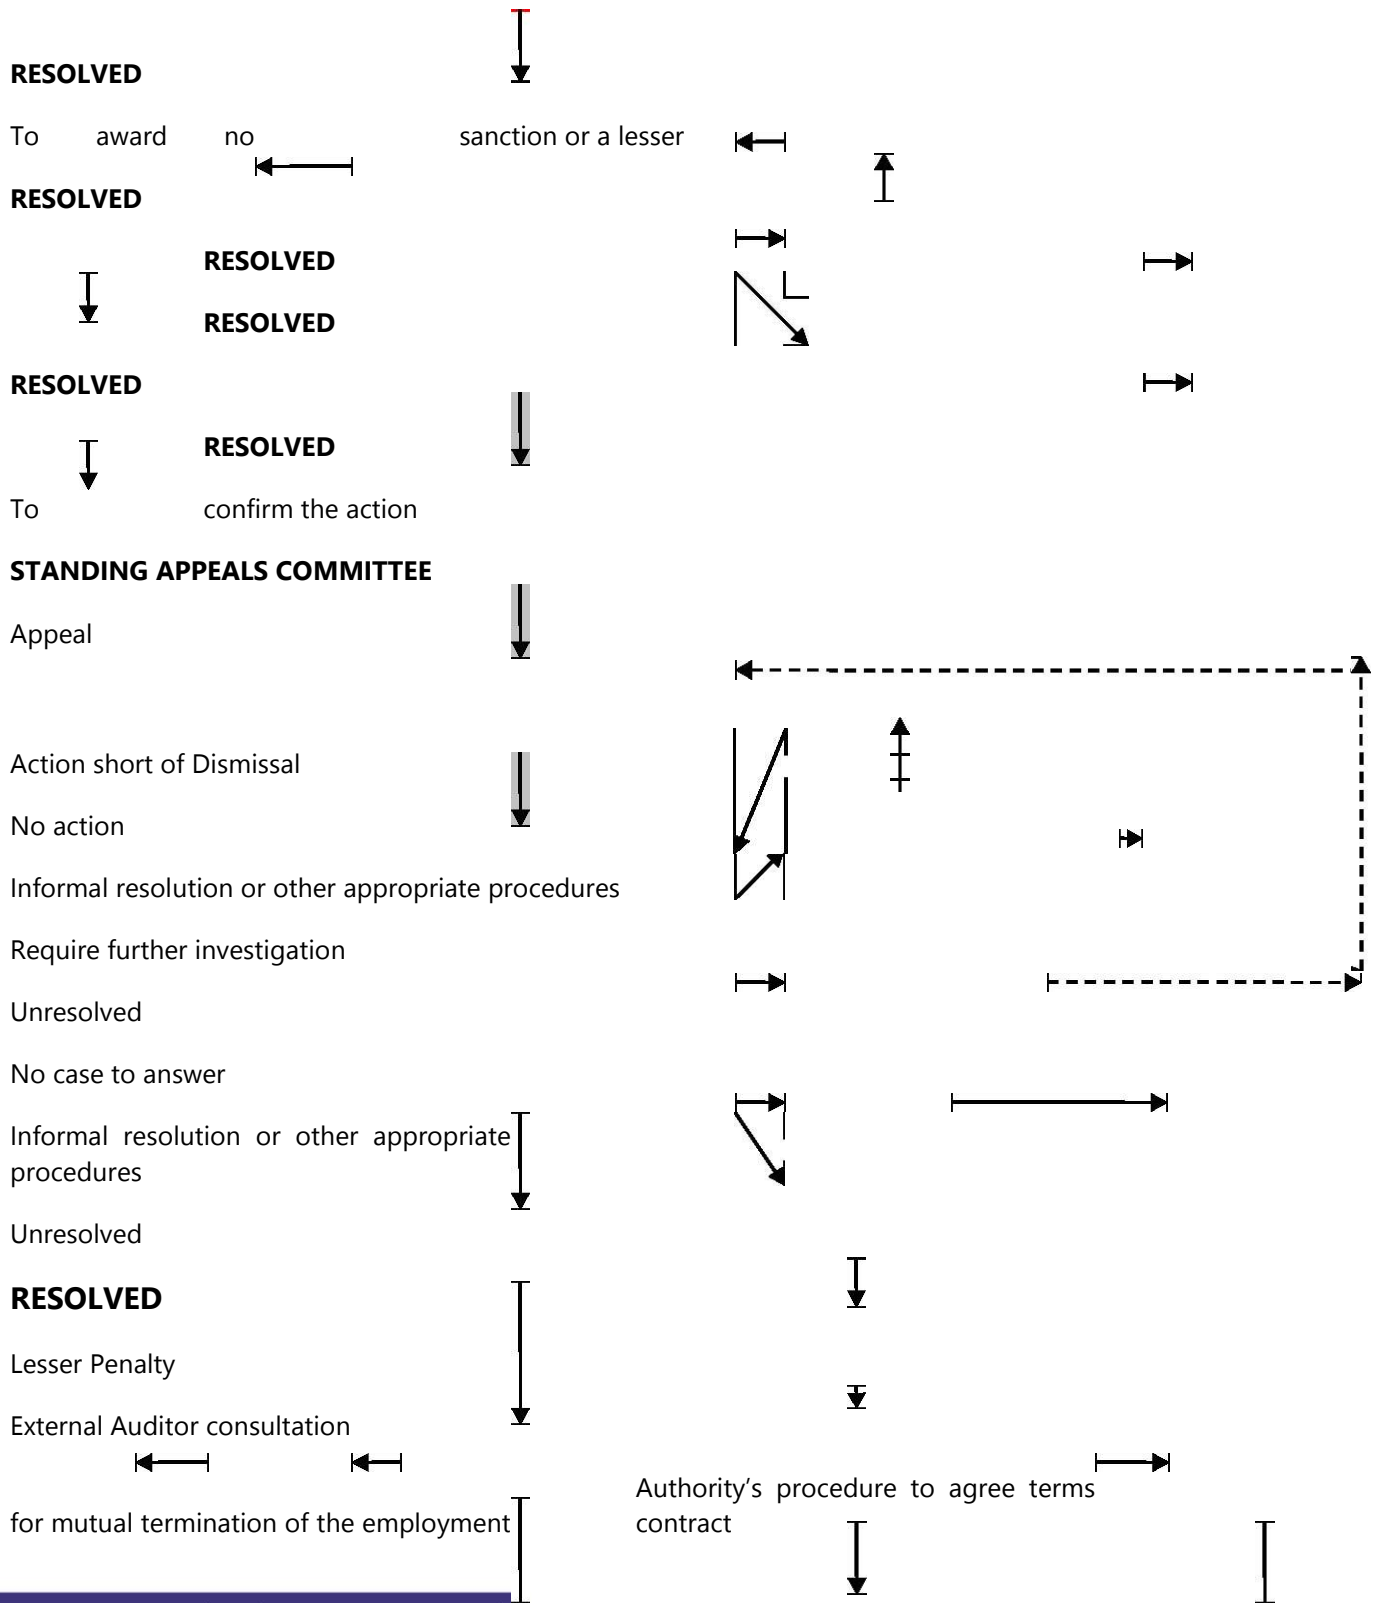 RESOLVED
To award no sanction or a lesser
RESOLVED
RESOLVED
RESOLVED
RESOLVED
RESOLVED
To confirm the action
STANDING APPEALS COMMITTEE
Appeal
Action short of Dismissal
No action
Informal resolution or other appropriate procedures
Require further investigation
Unresolved
No case to answer
Informal resolution or other appropriate
procedures
Unresolved
RESOLVED
Lesser Penalty
External Auditor consultation
Authority’s procedure to agree terms
for mutual termination of the employment contract